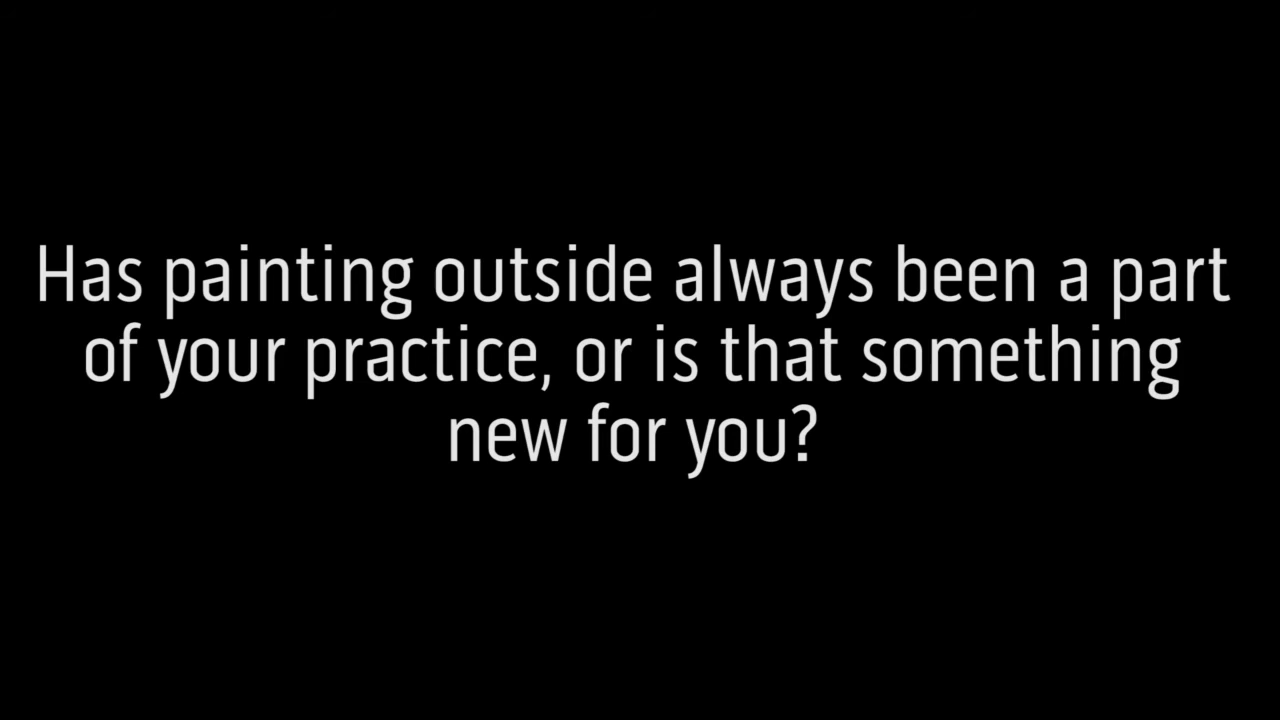 Has painting outside always been a part
of your practice, or is that something
new for you?